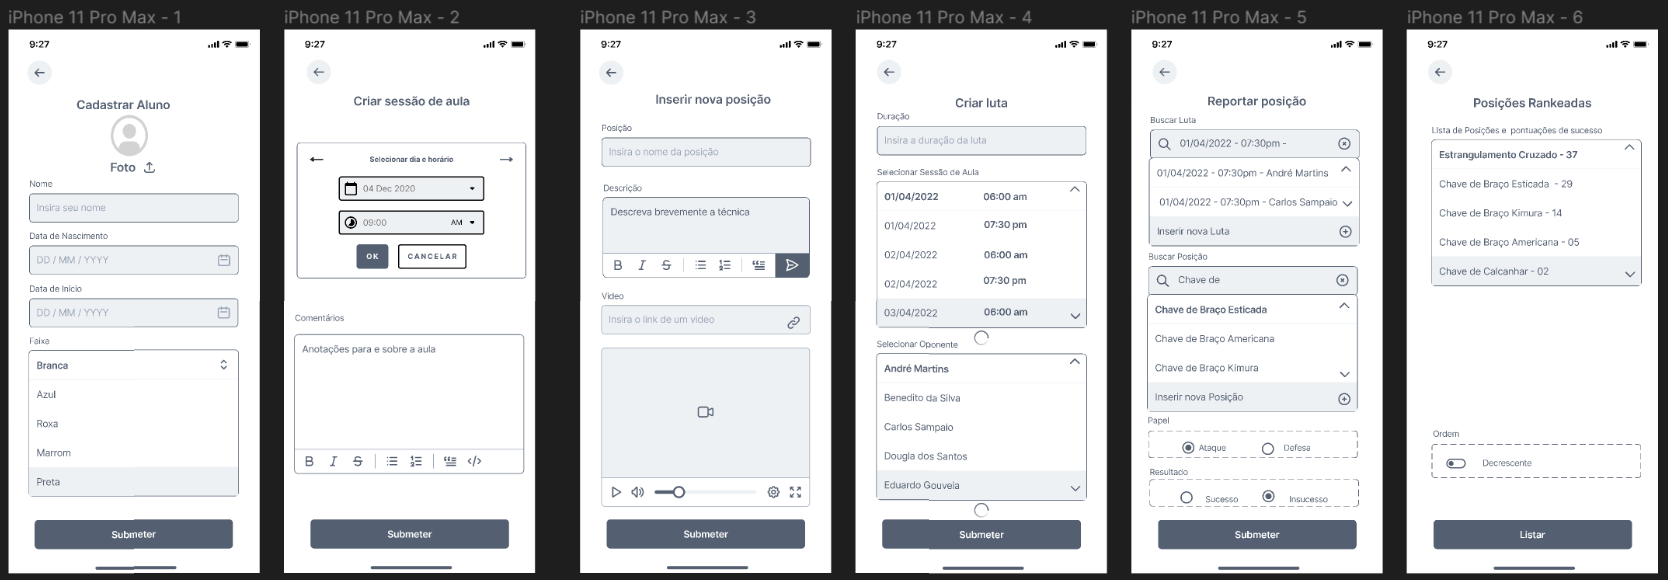 iPhone 11 Pro Max - 1
9:27
Cadastrar Aluno
Foto
Nome
Insira seu nome
Data de Nascimento
DD / MM / YYYY
Data de Início
DD / MM / YYYY
Faixa
Branca
Azul
Roxa
Marrom
Preta
Submeter
iPhone 11 Pro Max - 2
9:27
Criar sessão de aula
Selecionar dia e horário
04 Dec 2020
09:00 AM
OK CANCELAR
Comentários
Anotações para e sobre a aula
B I S
Submeter
iPhone 11 Pro Max - 3
9:27
Inserir nova posição
Posição
Insira o nome da posição
Descrição
Descreva brevemente a técnica
B I S
Video
Insira o link de um video
Submeter
iPhone 11 Pro Max - 4
9:27
Criar luta
Duração
Insira a duração da luta
Selecionar Sessão de Aula
01/04/2022 06:00 am
01/04/2022 07:30 pm
02/04/2022 06:00 am
02/04/2022 07:30 pm
03/04/2022 06:00 am
Selecionar Oponente
André Martins
Benedito da Silva
Carlos Sampaio
Dougla dos Santos
Eduardo Gouveia
Submeter
iPhone 11 Pro Max - 5
9:27
Reportar posição
Buscar Luta
01/04/2022 - 07:30pm -
01/04/2022 - 07:30pm - André Martins
01/04/2022 - 07:30pm - Carlos Sampaio
Inserir nova Luta
Buscar Posição
Chave de
Chave de Braço Esticada
Chave de Braço Americana
Chave de Braço Kimura
Inserir nova Posição
Papel
Ataque Defesa
Resultado
Sucesso Insucesso
Submeter
iPhone 11 Pro Max - 6
9:27
Posições Rankeadas
Lista de Posições e pontuações de sucesso
Estrangulamento Cruzado - 37
Chave de Braço Esticada - 29
Chave de Braço Kimura - 14
Chave de Braço Americana - 05
Chave de Calcanhar - 02
Ordem
Decrescente
Listar